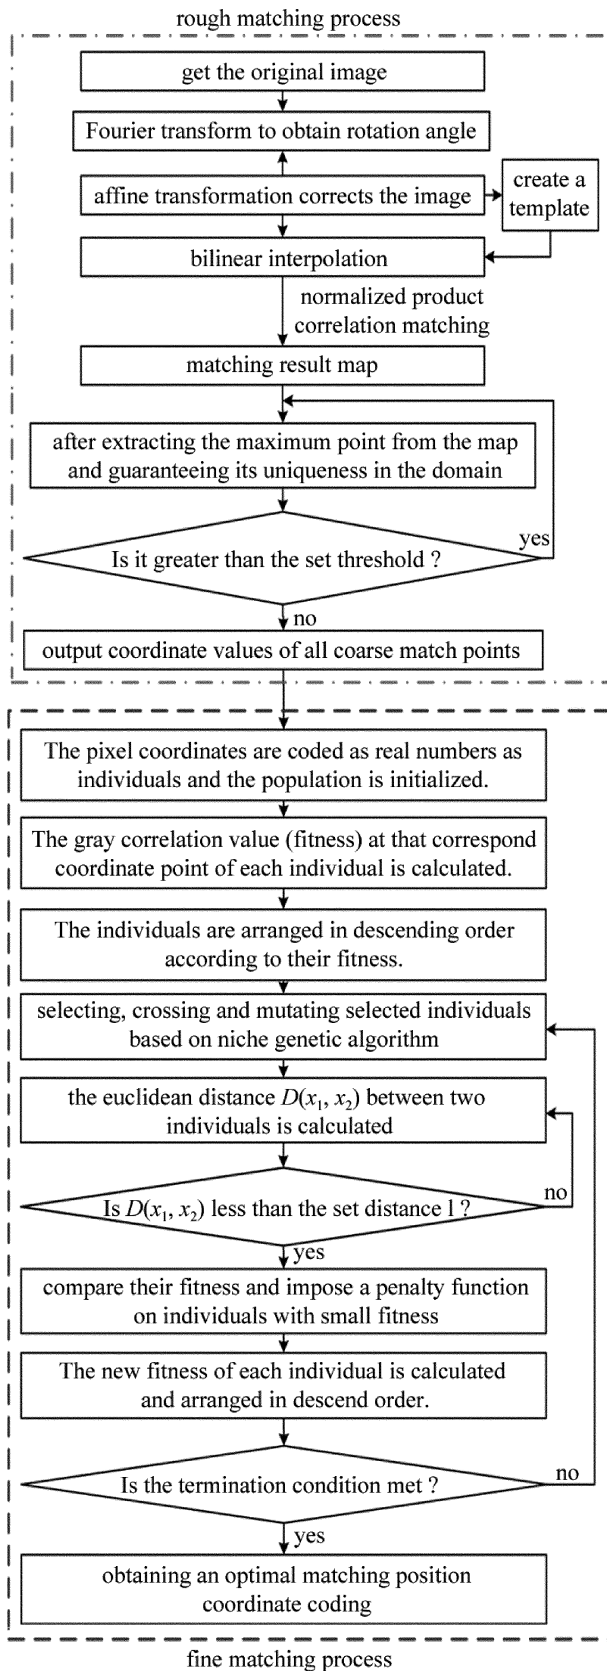 rough matching process
get the original image
Fourier transform to obtain rotation angle
affine transformation corrects the image
create a
template
bilinear interpolation
normalized product
correlation matching
matching result map
after extracting the maximum point from the map
and guaranteeing its uniqueness in the domain
Is it greater than the set threshold ?
yes
no
output coordinate values of all coarse match points
The pixel coordinates are coded as real numbers as
individuals and the population is initialized.
The gray correlation value (fitness) at that correspond
coordinate point of each individual is calculated.
The individuals are arranged in descending order
according to their fitness.
selecting, crossing and mutating selected individuals
based on niche genetic algorithm
the euclidean distance D(x₁, x₂) between two
individuals is calculated
Is D(x₁, x₂) less than the set distance l ?
no
yes
compare their fitness and impose a penalty function
on individuals with small fitness
The new fitness of each individual is calculated
and arranged in descend order.
Is the termination condition met ?
no
yes
obtaining an optimal matching position
coordinate coding
fine matching process